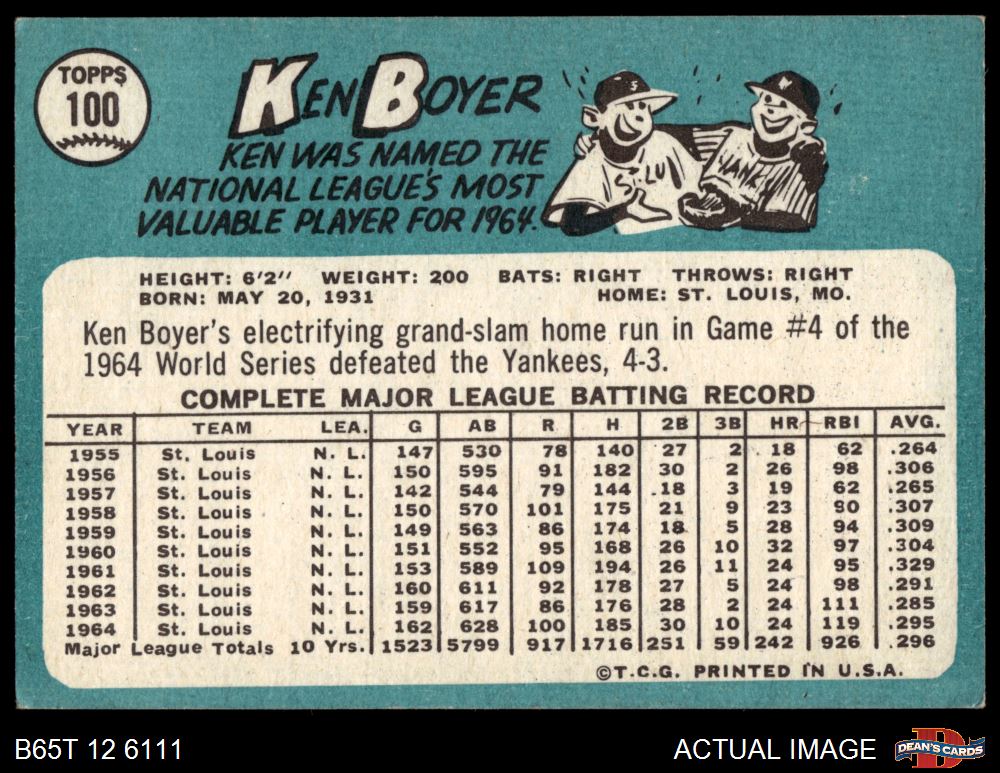 TOPPS
100
KEN BOYER
KEN WAS NAMED THE
NATIONAL LEAGUE'S MOST
VALUABLE PLAYER FOR 1964.
S
ST. LOU
YANK
HEIGHT: 6'2" WEIGHT: 200 BATS: RIGHT THROWS: RIGHT
BORN: MAY 20, 1931 HOME: ST. LOUIS, MO.
Ken Boyer's electrifying grand-slam home run in Game #4 of the
1964 World Series defeated the Yankees, 4-3.
COMPLETE MAJOR LEAGUE BATTING RECORD
YEAR TEAM LEA. G AB R H 2B 3B HR RBI AVG.
1955 St. Louis N. L. 147 530 78 140 27 2 18 62 .264
1956 St. Louis N. L. 150 595 91 182 30 2 26 98 .306
1957 St. Louis N. L. 142 544 79 144 18 3 19 62 .265
1958 St. Louis N. L. 150 570 101 175 21 9 23 90 .307
1959 St. Louis N. L. 149 563 86 174 18 5 28 94 .309
1960 St. Louis N. L. 151 552 95 168 26 10 32 97 .304
1961 St. Louis N. L. 153 589 109 194 26 11 24 95 .329
1962 St. Louis N. L. 160 611 92 178 27 5 24 98 .291
1963 St. Louis N. L. 159 617 86 176 28 2 24 111 .285
1964 St. Louis N. L. 162 628 100 185 30 10 24 119 .295
Major League Totals 10 Yrs. 1523 5799 917 1716 251 59 242 926 .296
©T.C.G. PRINTED IN U.S.A.
B65T 12 6111
ACTUAL IMAGE
D
DEAN'S CARDS